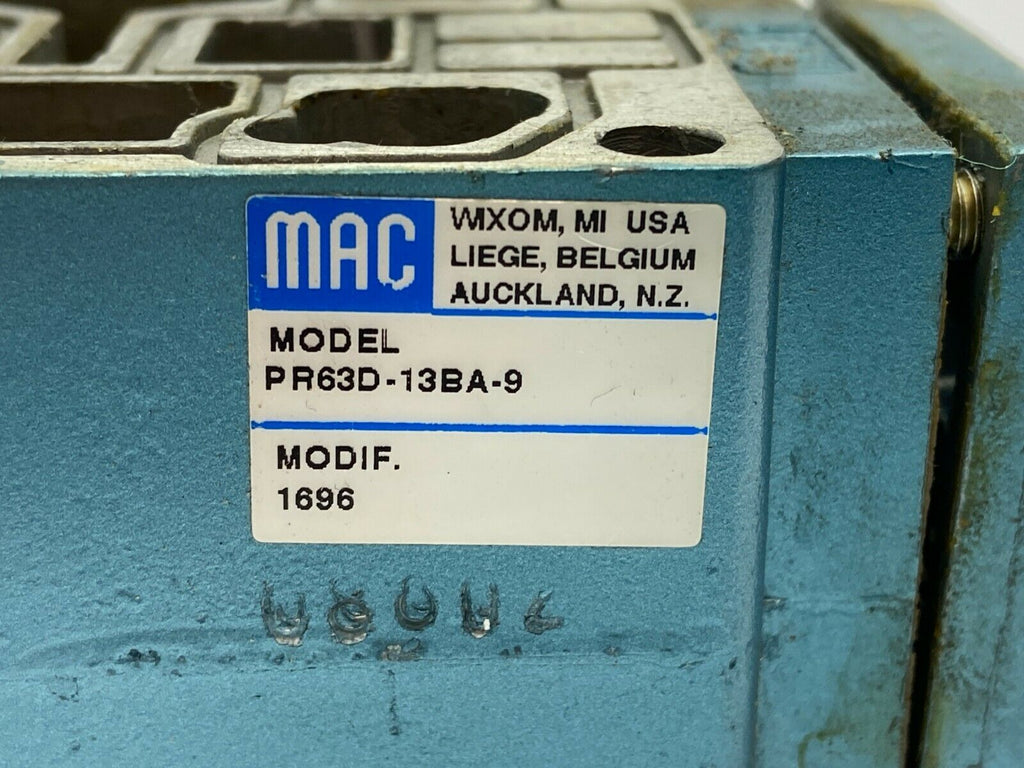 MAC
WIXOM, MI USA
LIEGE, BELGIUM
AUCKLAND, N.Z.
MODEL
PR63D-13BA-9
MODIF.
1696